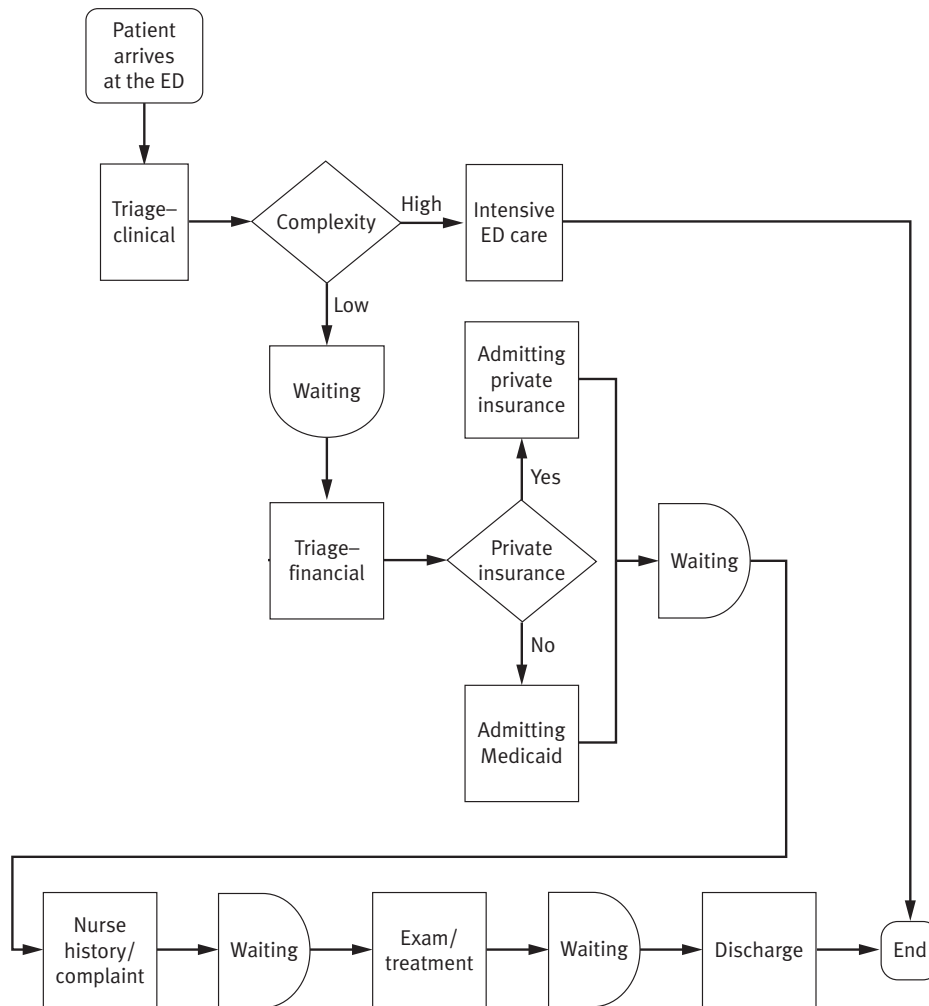 Patient
arrives
at the ED
Triage–
clinical
Complexity
High
Intensive
ED care
Low
Waiting
Admitting
private
insurance
Yes
Triage–
financial
Private
insurance
Waiting
No
Admitting
Medicaid
Nurse
history/
complaint
Waiting
Exam/
treatment
Waiting
Discharge
End